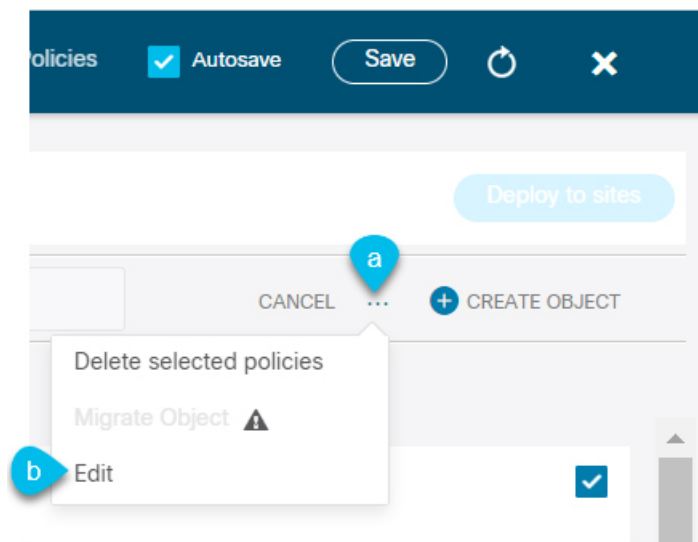 olicies Autosave Save
Deploy to sites
a
CANCEL ... CREATE OBJECT
Delete selected policies
Migrate Object
b Edit